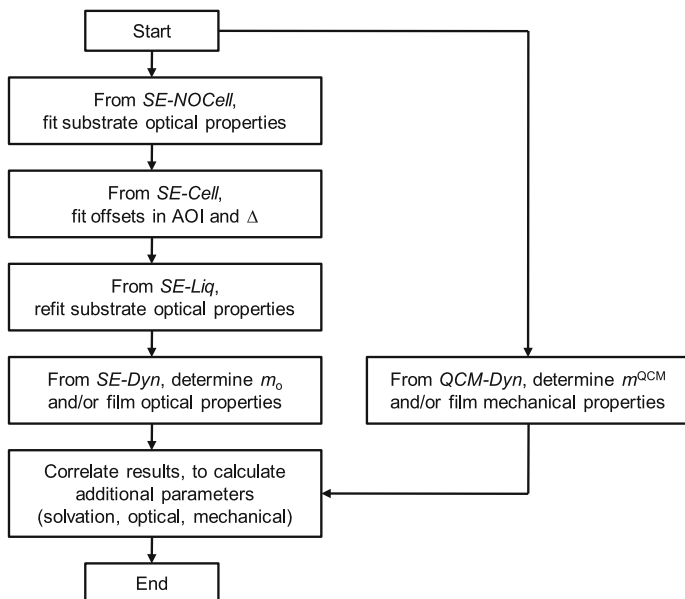 Start
From SE-NOCell,
fit substrate optical properties
From SE-Cell,
fit offsets in AOI and Δ
From SE-Liq,
refit substrate optical properties
From SE-Dyn, determine mₒ
and/or film optical properties
From QCM-Dyn, determine m^QCM
and/or film mechanical properties
Correlate results, to calculate
additional parameters
(solvation, optical, mechanical)
End